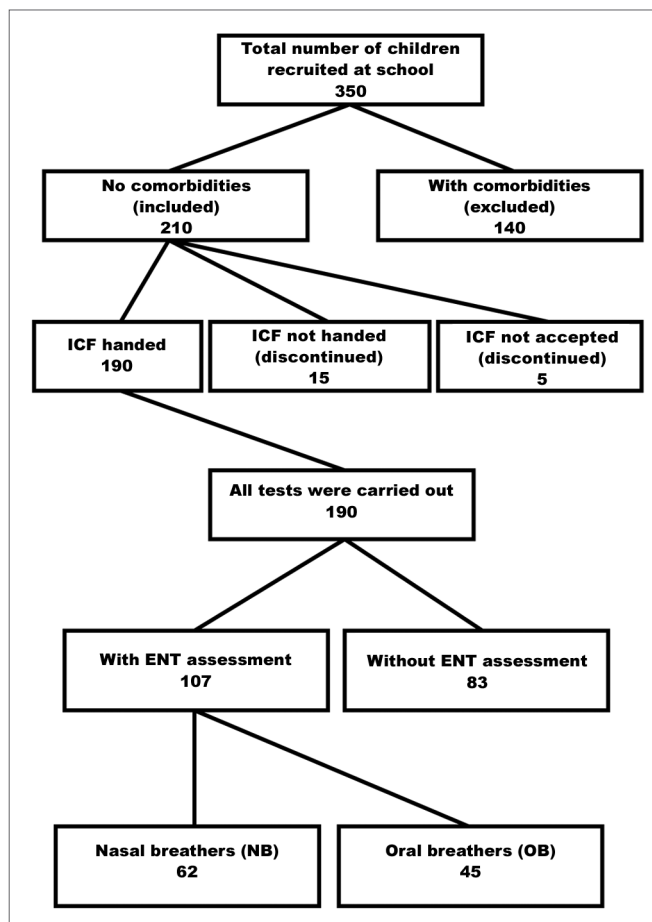 Total number of children
recruited at school
350
No comorbidities
(included)
210
With comorbidities
(excluded)
140
ICF handed
190
ICF not handed
(discontinued)
15
ICF not accepted
(discontinued)
5
All tests were carried out
190
With ENT assessment
107
Without ENT assessment
83
Nasal breathers (NB)
62
Oral breathers (OB)
45